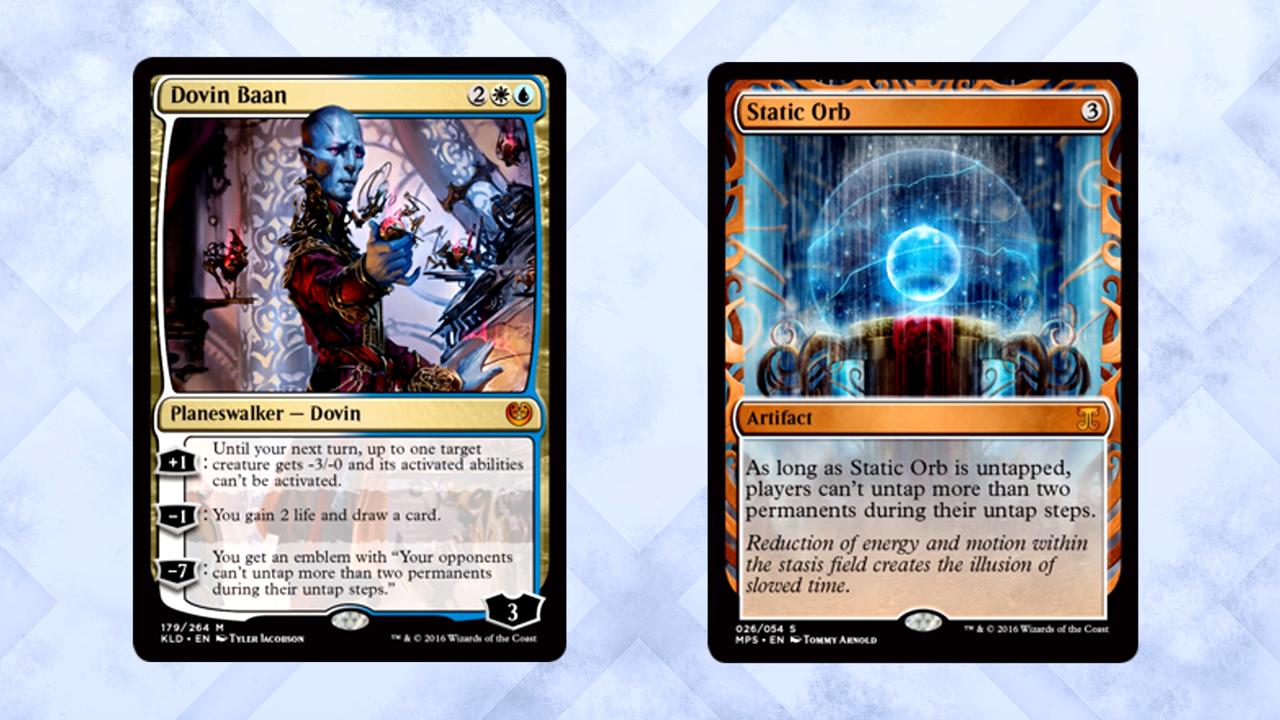 Dovin Baan
2
Planeswalker — Dovin
+1
: Until your next turn, up to one target
creature gets -3/-0 and its activated abilities
can't be activated.
−1
: You gain 2 life and draw a card.
−7
: You get an emblem with “Your opponents
can't untap more than two permanents
during their untap steps.”
3
179/264 M
KLD • EN Tyler Jacobson
™ & © 2016 Wizards of the Coast
Static Orb
3
Artifact
As long as Static Orb is untapped,
players can't untap more than two
permanents during their untap steps.
Reduction of energy and motion within
the stasis field creates the illusion of
slowed time.
026/054 S
MPS • EN Tommy Arnold
™ & © 2016 Wizards of the Coast